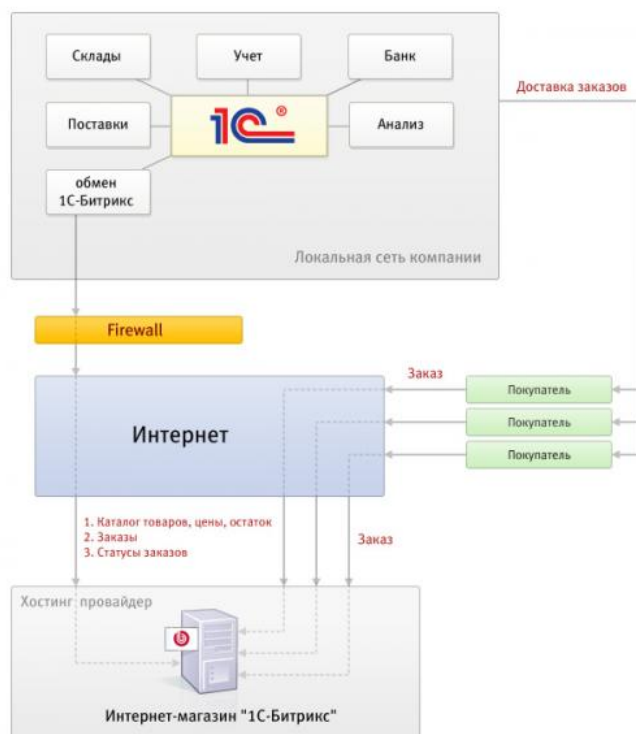 Склады
Учет
Банк
Доставка заказов
Поставки
1С®
Анализ
обмен
1С-Битрикс
Локальная сеть компании
Firewall
Заказ
Покупатель
Интернет
Покупатель
Покупатель
1. Каталог товаров, цены, остаток
2. Заказы
3. Статусы заказов
Заказ
Хостинг провайдер
b
Интернет-магазин "1С-Битрикс"